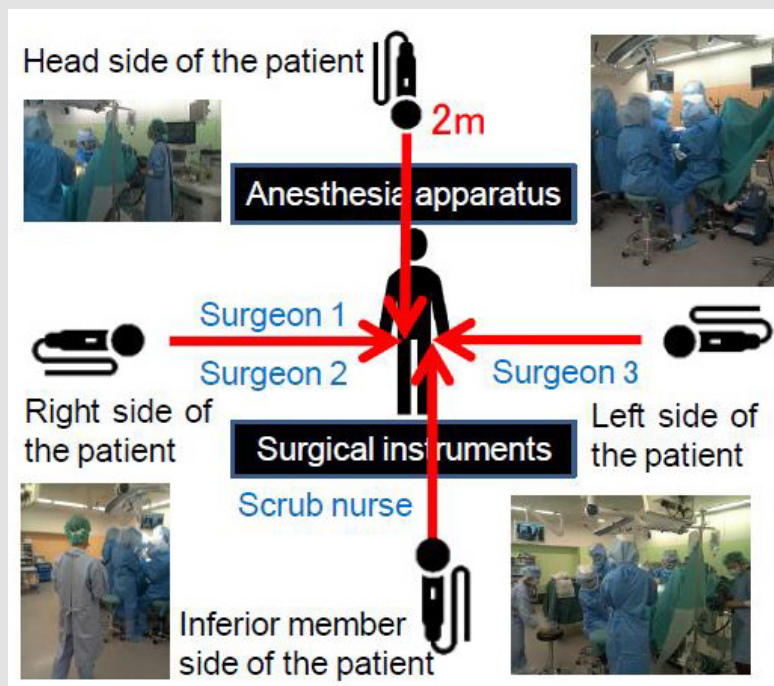 Head side of the patient
2m
Anesthesia apparatus
Surgeon 1
Surgeon 2
Surgeon 3
Right side of
the patient
Left side of
the patient
Surgical instruments
Scrub nurse
Inferior member
side of the patient